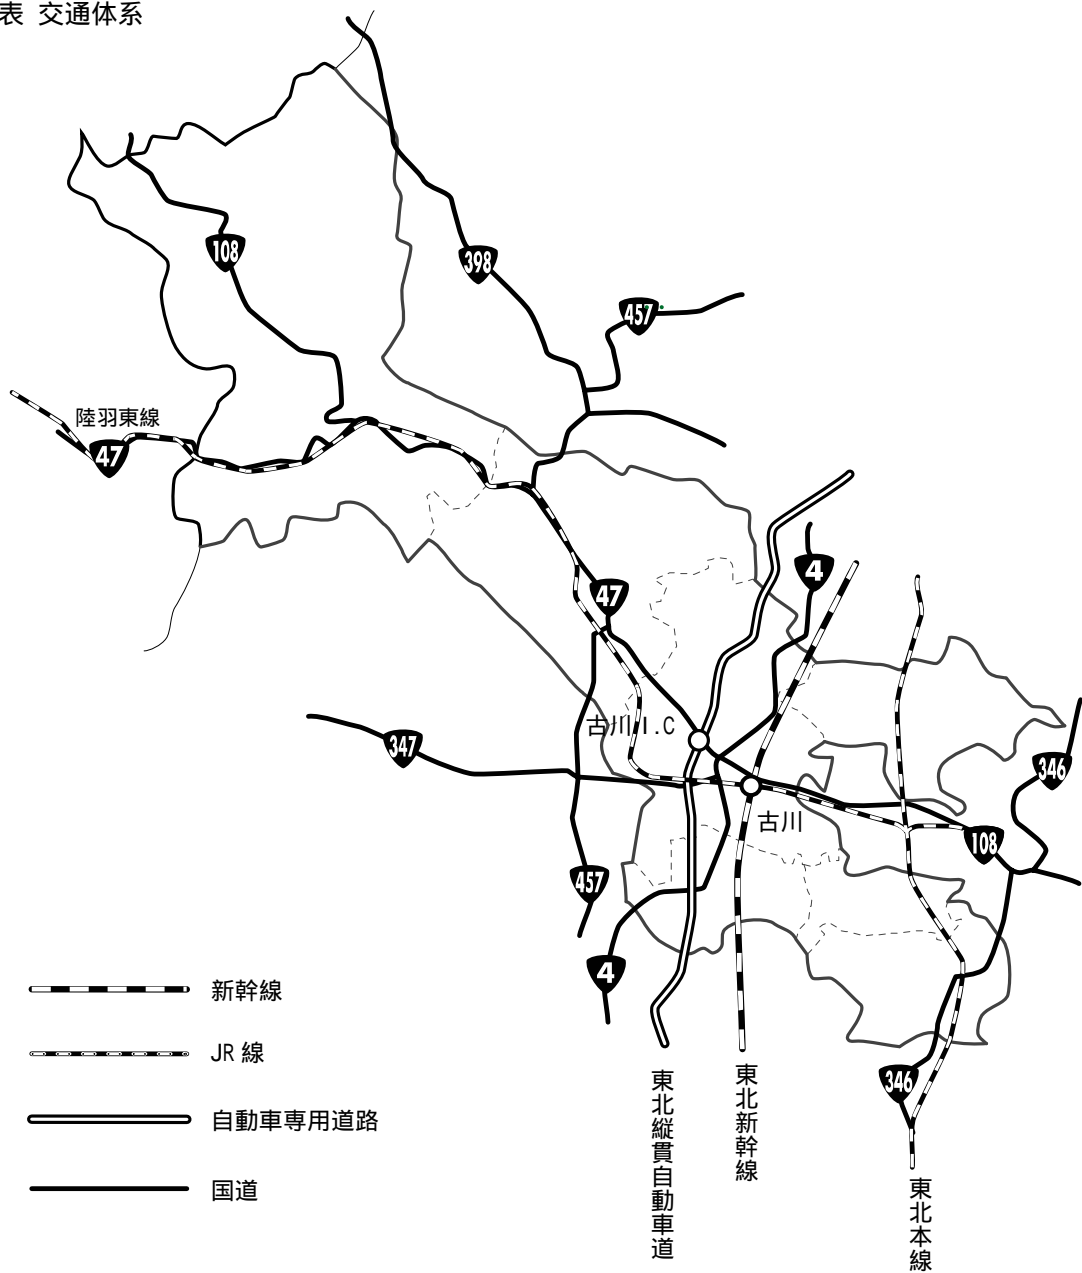 表 交通体系
108
398
457
陸羽東線
47
4
47
古川I.C
347
346
古川
108
457
4
新幹線
JR 線
346
自動車専用道路
国道
東北縦貫自動車道
東北新幹線
東北本線